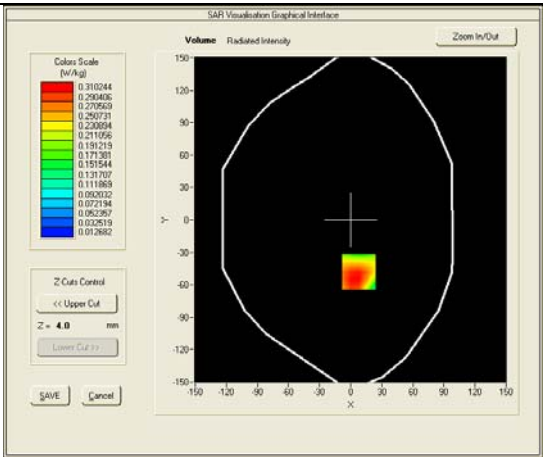 SAR Visualisation Graphical Interface
Volume Radiated Intensity
Zoom In/Out
Colors Scale
(W/kg)
0.310244
0.290406
0.270569
0.250731
0.230894
0.211056
0.191219
0.171381
0.151544
0.131707
0.111869
0.092032
0.072194
0.052357
0.032519
0.012682
Z Cuts Control
<< Upper Cut
Z = 4.0 mm
Lower Cut >>
SAVE
Cancel
150
120
90
60
30
0
-30
-60
-90
-120
-150
Y
-150 -120 -90 -60 -30 0 30 60 90 120 150
X